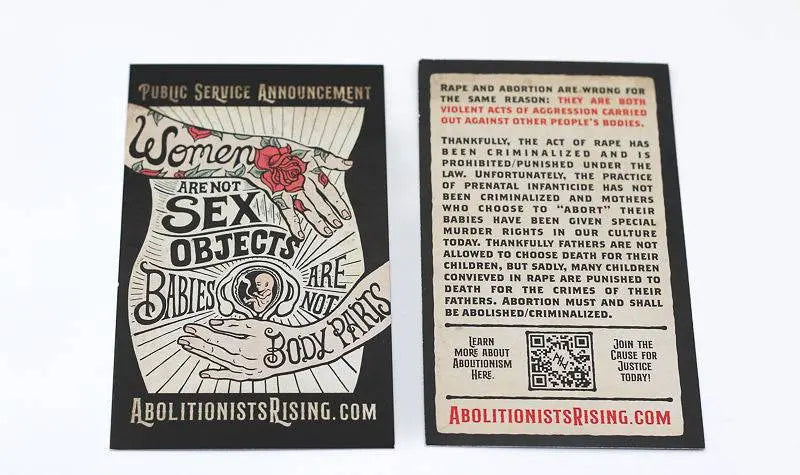 Public Service Announcement
Women
are not
Sex
Objects
Babies
are
not
Body Parts
AbolitionistsRising.com
Rape and abortion are wrong for
the same reason: they are both
violent acts of aggression carried
out against other people's bodies.
Thankfully, the act of rape has
been criminalized and is
prohibited/punished under the
law. Unfortunately, the practice
of prenatal infanticide has not
been criminalized and mothers
who choose to “abort” their
babies have been given special
murder rights in our culture
today. Thankfully fathers are not
allowed to choose death for their
children, but sadly, many children
convieved in rape are punished to
death for the crimes of their
fathers. Abortion must and shall
be abolished/criminalized.
Learn
more about
Abolitionism
Here.
AHA
Join the
Cause for
Justice
Today!
AbolitionistsRising.com